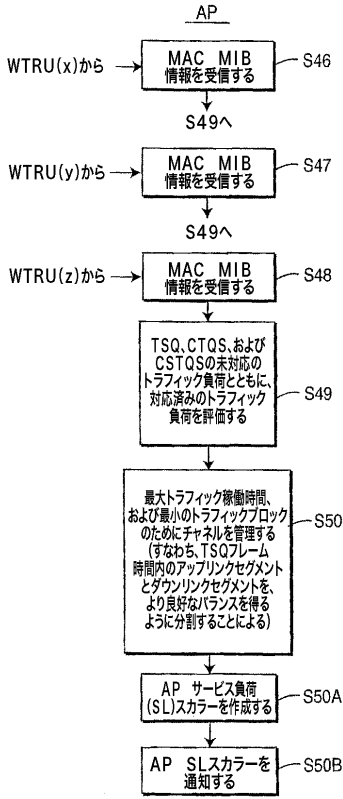 AP
WTRU(x)から
MAC MIB
情報を受信する
S46
S49へ
WTRU(y)から
MAC MIB
情報を受信する
S47
S49へ
WTRU(z)から
MAC MIB
情報を受信する
S48
TSQ、CTQS、および
CSTQSの未対応の
トラフィック負荷とともに、
対応済みのトラフィック
負荷を評価する
S49
最大トラフィック稼働時間、
および最小のトラフィックブロック
のためにチャネルを管理する
(すなわち、TSQフレーム
時間内のアップリンクセグメント
とダウンリンクセグメントを、
より良好なバランスを得る
ように分割することによる)
S50
AP サービス負荷
(SL)スカラーを作成する
S50A
AP SLスカラーを
通知する
S50B